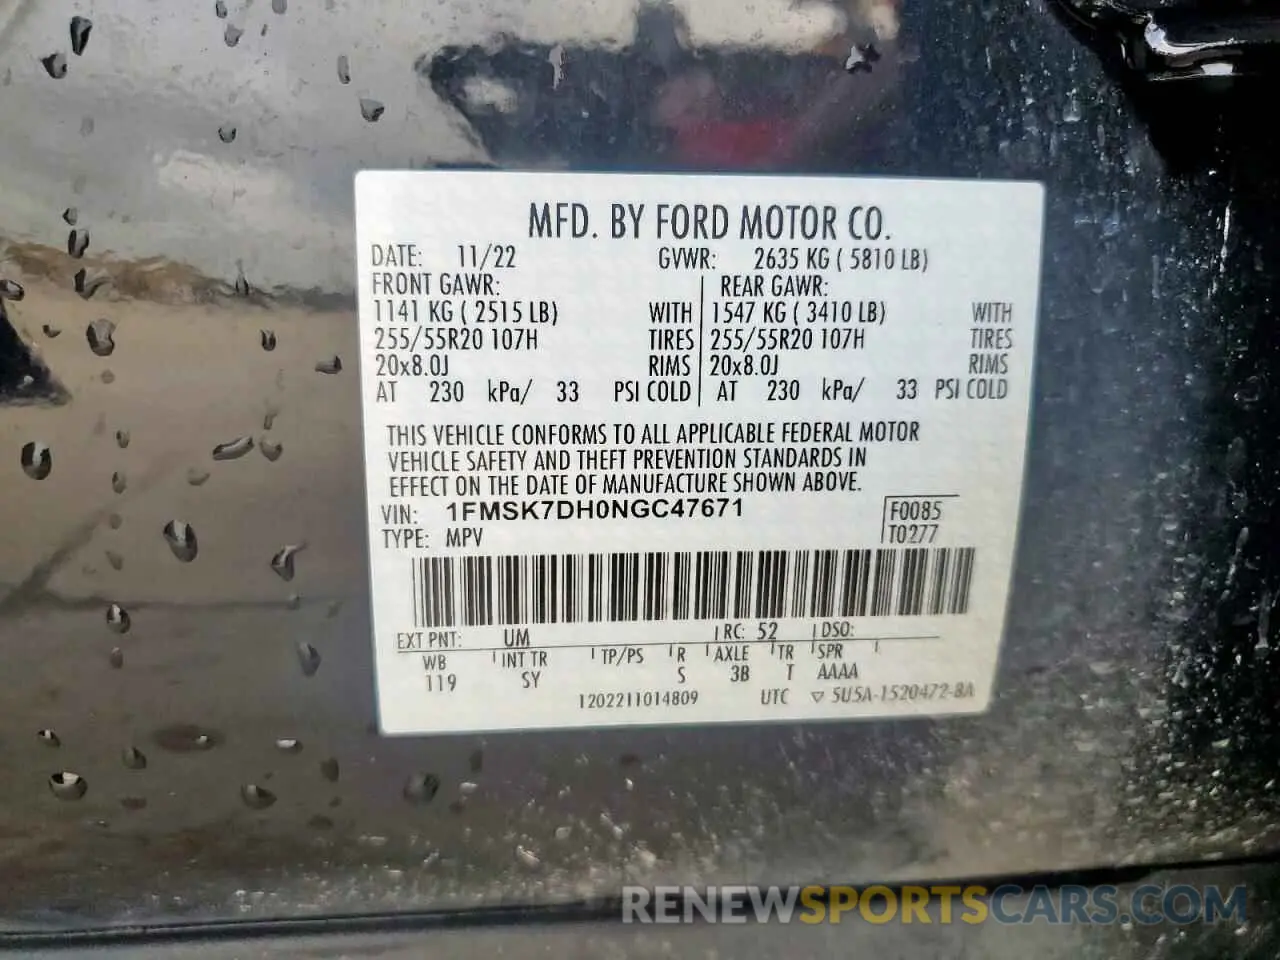 MFD. BY FORD MOTOR CO.
DATE: 11/22 GVWR: 2635 KG ( 5810 LB)
FRONT GAWR: REAR GAWR:
1141 KG ( 2515 LB) WITH 1547 KG ( 3410 LB) WITH
255/55R20 107H TIRES 255/55R20 107H TIRES
20x8.0J RIMS 20x8.0J RIMS
AT 230 kPa/ 33 PSI COLD AT 230 kPa/ 33 PSI COLD
THIS VEHICLE CONFORMS TO ALL APPLICABLE FEDERAL MOTOR
VEHICLE SAFETY AND THEFT PREVENTION STANDARDS IN
EFFECT ON THE DATE OF MANUFACTURE SHOWN ABOVE.
VIN: 1FMSK7DH0NGC47671 F0085
TYPE: MPV T0277
EXT PNT: UM RC: 52 DSO:
WB INT TR TP/PS R AXLE TR SPR
119 SY S 3B T AAAA
1202211014809 UTC ▽ 5U5A-1520472-BA
RENEWSPORTSCARS.COM